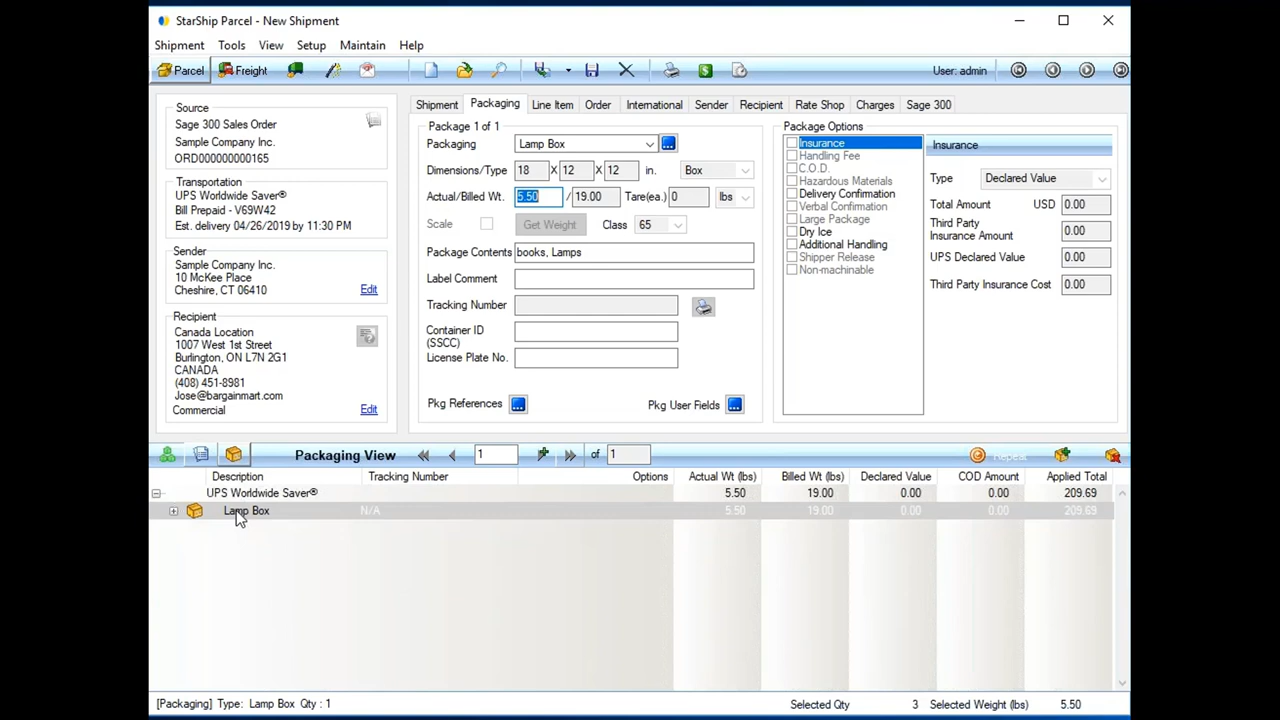 StarShip Parcel - New Shipment
Shipment Tools View Setup Maintain Help
Parcel Freight User: admin
Source
Sage 300 Sales Order
Sample Company Inc.
ORD000000000165
Transportation
UPS Worldwide Saver®
Bill Prepaid - V69W42
Est. delivery 04/26/2019 by 11:30 PM
Sender
Sample Company Inc.
10 McKee Place
Cheshire, CT 06410 Edit
Recipient
Canada Location
1007 West 1st Street
Burlington, ON L7N 2G1
CANADA
(408) 451-8981
Jose@bargainmart.com
Commercial Edit
Shipment Packaging Line Item Order International Sender Recipient Rate Shop Charges Sage 300
Package 1 of 1
Packaging Lamp Box
Dimensions/Type 18 X 12 X 12 in. Box
Actual/Billed Wt. 5.50 / 19.00 Tare(ea.) 0 lbs
Scale Get Weight Class 65
Package Contents books, Lamps
Label Comment
Tracking Number
Container ID
(SSCC)
License Plate No.
Pkg References Pkg User Fields
Package Options
Insurance
Handling Fee
C.O.D.
Hazardous Materials
Delivery Confirmation
Verbal Confirmation
Large Package
Dry Ice
Additional Handling
Shipper Release
Non-machinable
Insurance
Type Declared Value
Total Amount USD 0.00
Third Party
Insurance Amount 0.00
UPS Declared Value 0.00
Third Party Insurance Cost 0.00
Packaging View 1 of 1 Repeat
Description Tracking Number Options Actual Wt (lbs) Billed Wt (lbs) Declared Value COD Amount Applied Total
UPS Worldwide Saver® 5.50 19.00 0.00 0.00 209.69
Lamp Box N/A 5.50 19.00 0.00 0.00 209.69
[Packaging] Type: Lamp Box Qty : 1 Selected Qty 3 Selected Weight (lbs) 5.50